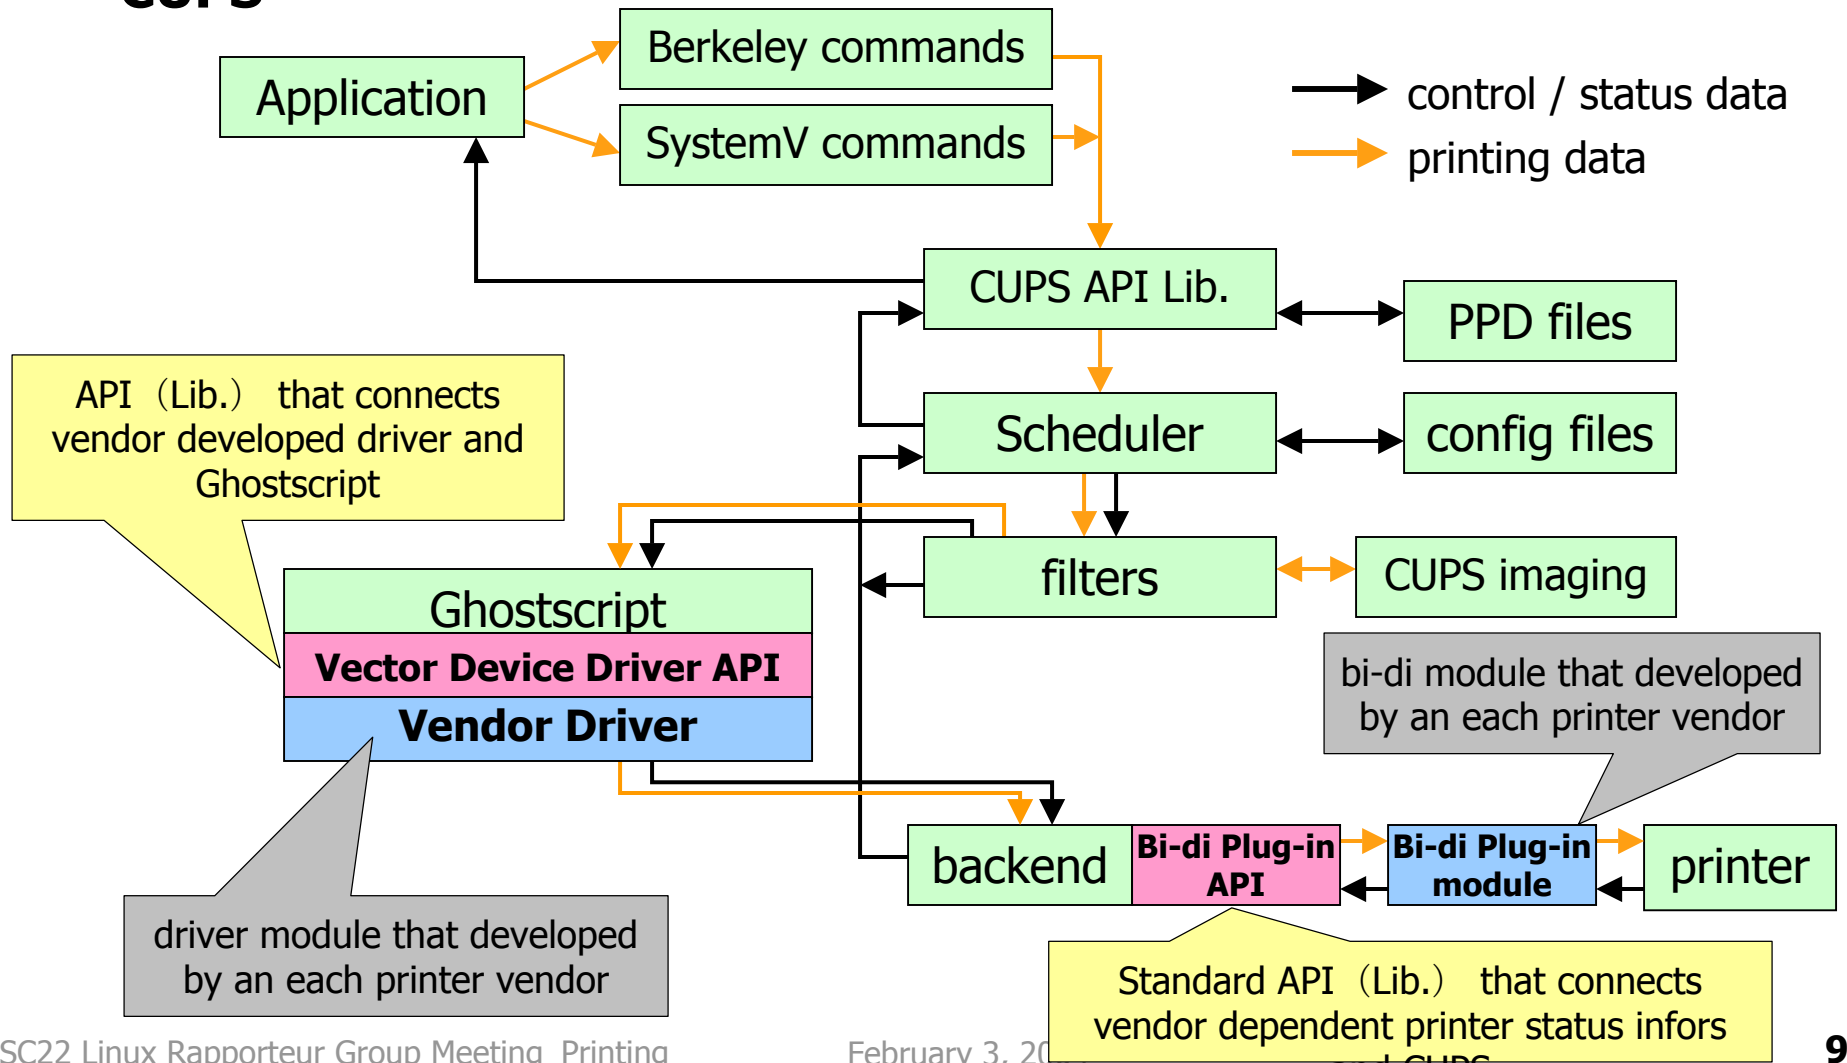 CUPS
Berkeley commands
Application
SystemV commands
control / status data
printing data
CUPS API Lib.
PPD files
API（Lib.） that connects
vendor developed driver and
Ghostscript
Scheduler
config files
filters
CUPS imaging
Ghostscript
Vector Device Driver API
Vendor Driver
bi-di module that developed
by an each printer vendor
backend
Bi-di Plug-in
API
Bi-di Plug-in
module
printer
driver module that developed
by an each printer vendor
Standard API（Lib.） that connects
vendor dependent printer status infors
and CUPS
SC22 Linux Rapporteur Group Meeting Printing
February 3,
9